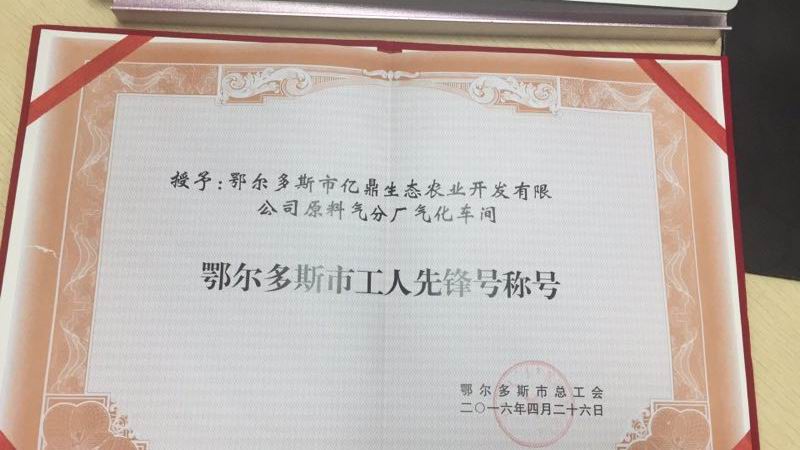 授予：鄂尔多斯市亿鼎生态农业开发有限
公司原料气分厂气化车间
鄂尔多斯市工人先锋号称号
鄂尔多斯市总工会
二〇一六年四月二十六日